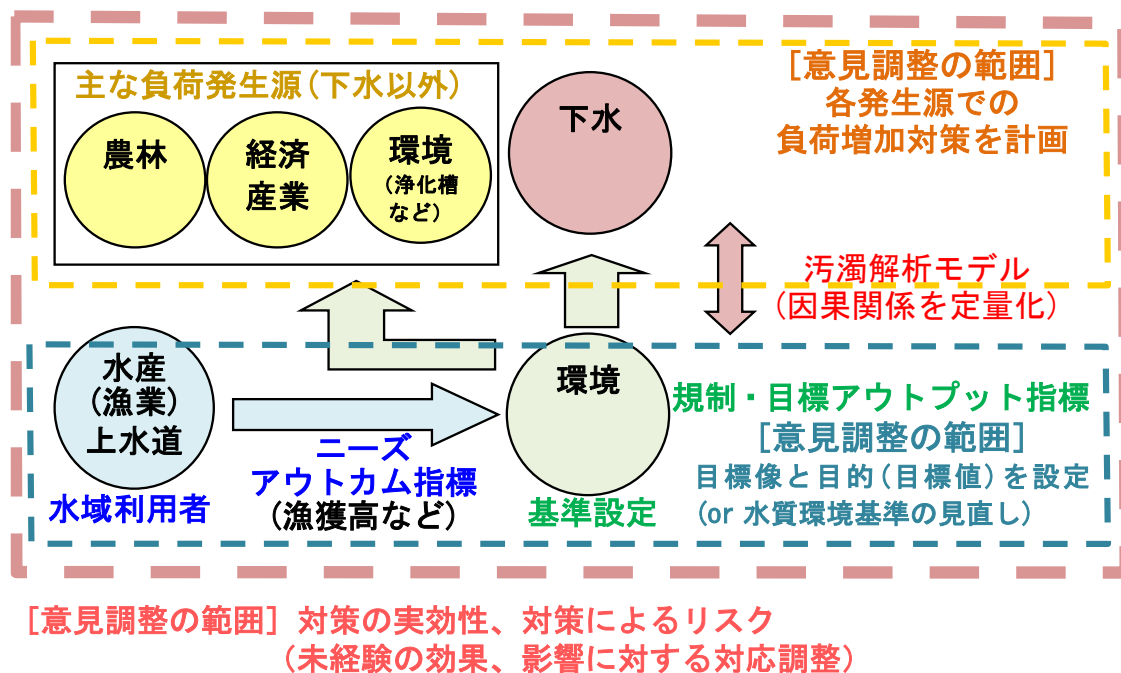 主な負荷発生源(下水以外)
農林
経済
産業
環境
(浄化槽
など)
下水
[意見調整の範囲]
各発生源での
負荷増加対策を計画
汚濁解析モデル
(因果関係を定量化)
水産
(漁業)
上水道
水域利用者
ニーズ
アウトカム指標
(漁獲高など)
環境
基準設定
規制・目標アウトプット指標
[意見調整の範囲]
目標像と目的(目標値)を設定
(or 水質環境基準の見直し)
[意見調整の範囲] 対策の実効性、対策によるリスク
(未経験の効果、影響に対する対応調整)